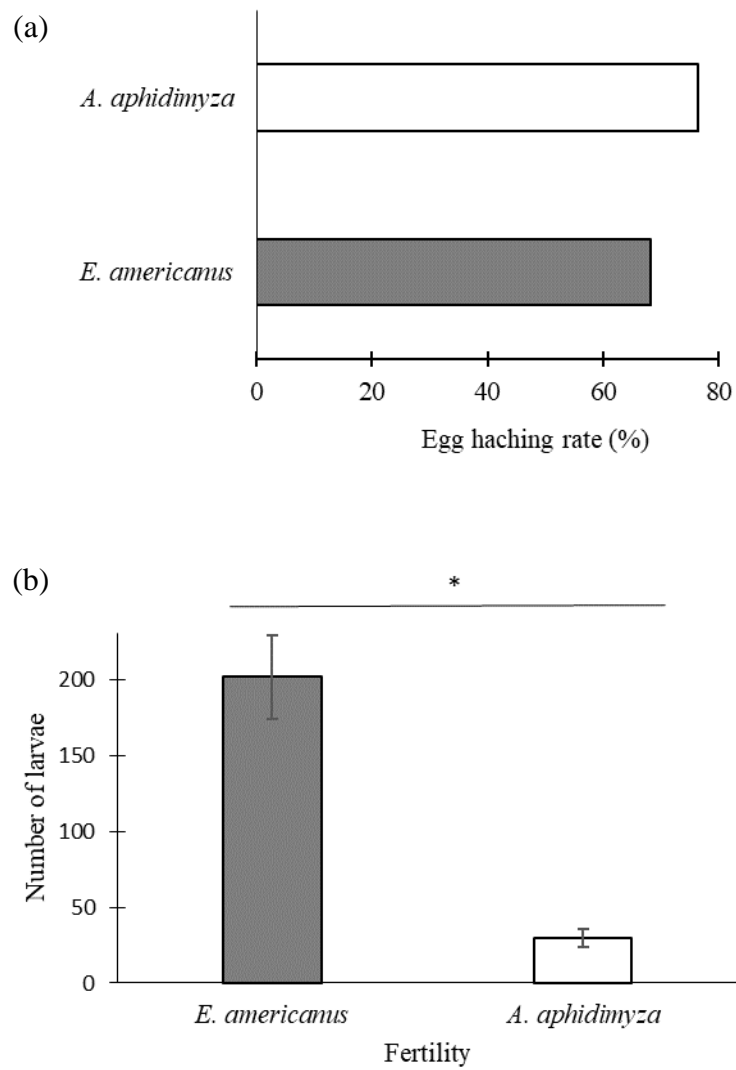 (a)
A. aphidimyza
E. americanus
0 20 40 60 80
Egg haching rate (%)
(b)
*
200
150
100
50
0
Number of larvae
E. americanus A. aphidimyza
Fertility